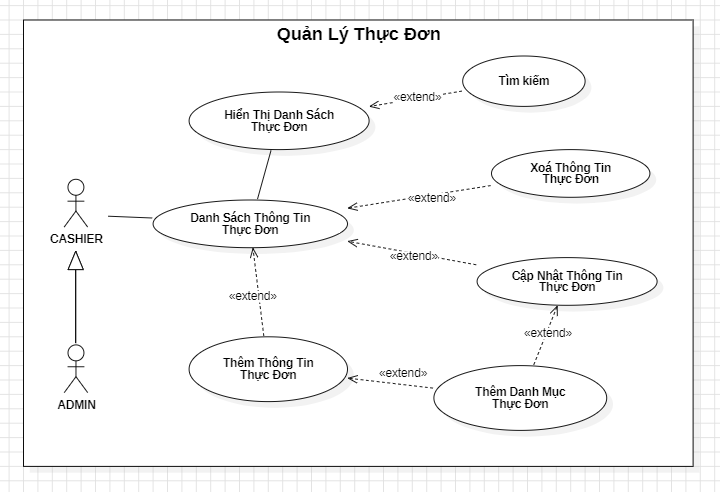 Quản Lý Thực Đơn
Tìm kiếm
«extend»
Hiển Thị Danh Sách
Thực Đơn
Xoá Thông Tin
Thực Đơn
«extend»
Danh Sách Thông Tin
Thực Đơn
CASHIER
«extend»
Cập Nhật Thông Tin
Thực Đơn
«extend»
«extend»
Thêm Thông Tin
Thực Đơn
«extend»
Thêm Danh Mục
Thực Đơn
ADMIN